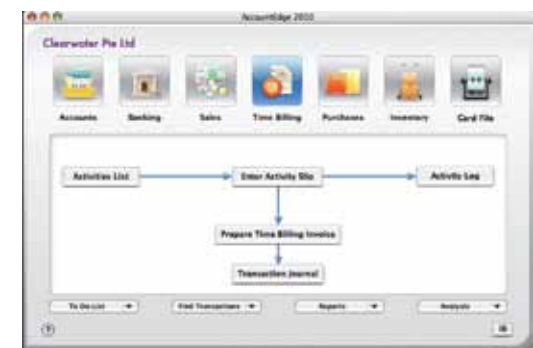 AccountEdge 2010
Clearwater Pte Ltd
Accounts Banking Sales Time Billing Purchases Inventory Card File
Activities List Enter Activity Slip Activity Log
Prepare Time Billing Invoice
Transaction Journal
To Do List Find Transactions Reports Analysis
?